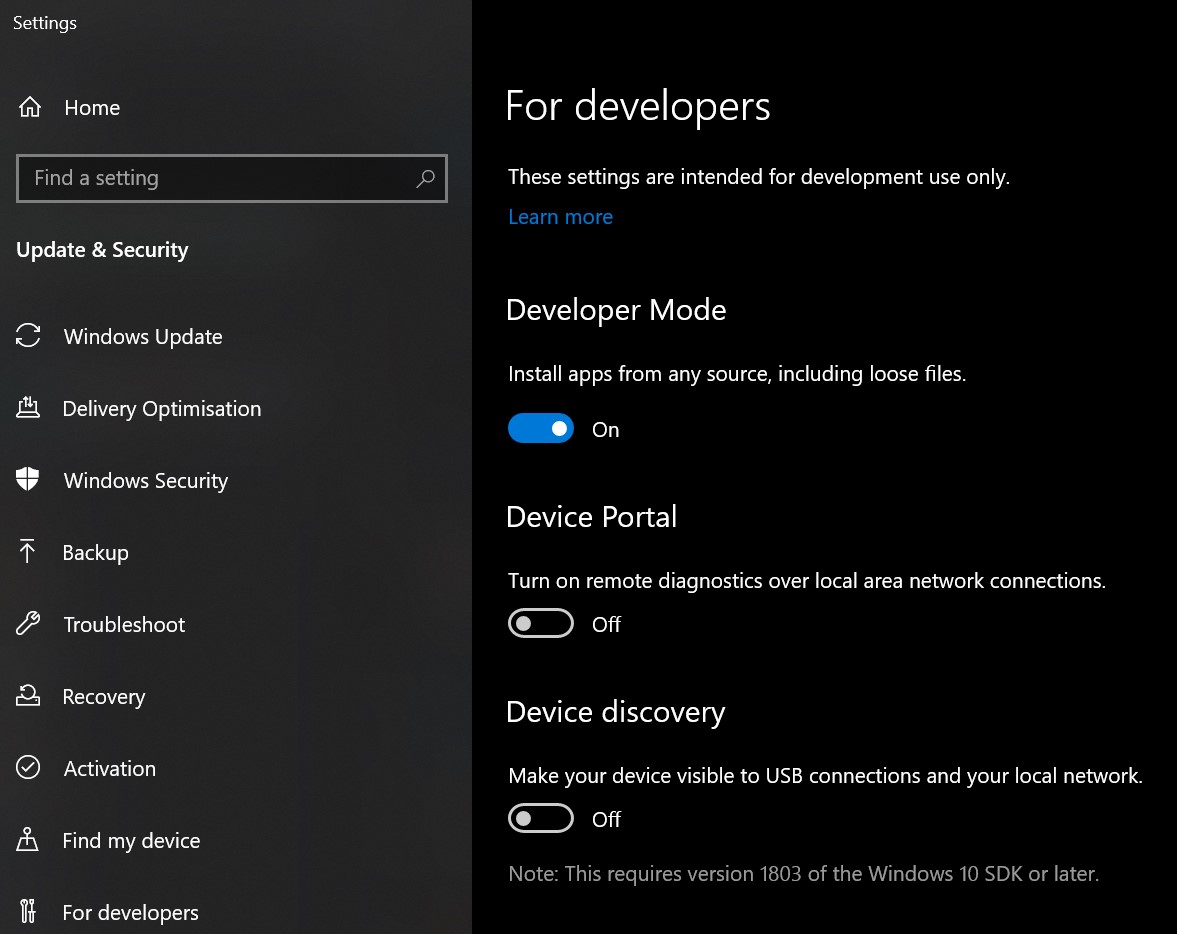 Settings
Home
Find a setting
Update & Security
Windows Update
Delivery Optimisation
Windows Security
Backup
Troubleshoot
Recovery
Activation
Find my device
For developers
For developers
These settings are intended for development use only.
Learn more
Developer Mode
Install apps from any source, including loose files.
On
Device Portal
Turn on remote diagnostics over local area network connections.
Off
Device discovery
Make your device visible to USB connections and your local network.
Off
Note: This requires version 1803 of the Windows 10 SDK or later.